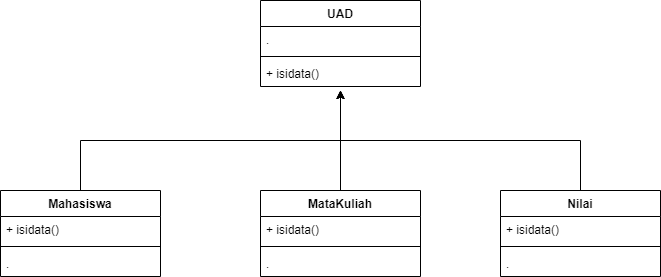 UAD
.
+ isidata()
Mahasiswa
+ isidata()
.
MataKuliah
+ isidata()
.
Nilai
+ isidata()
.